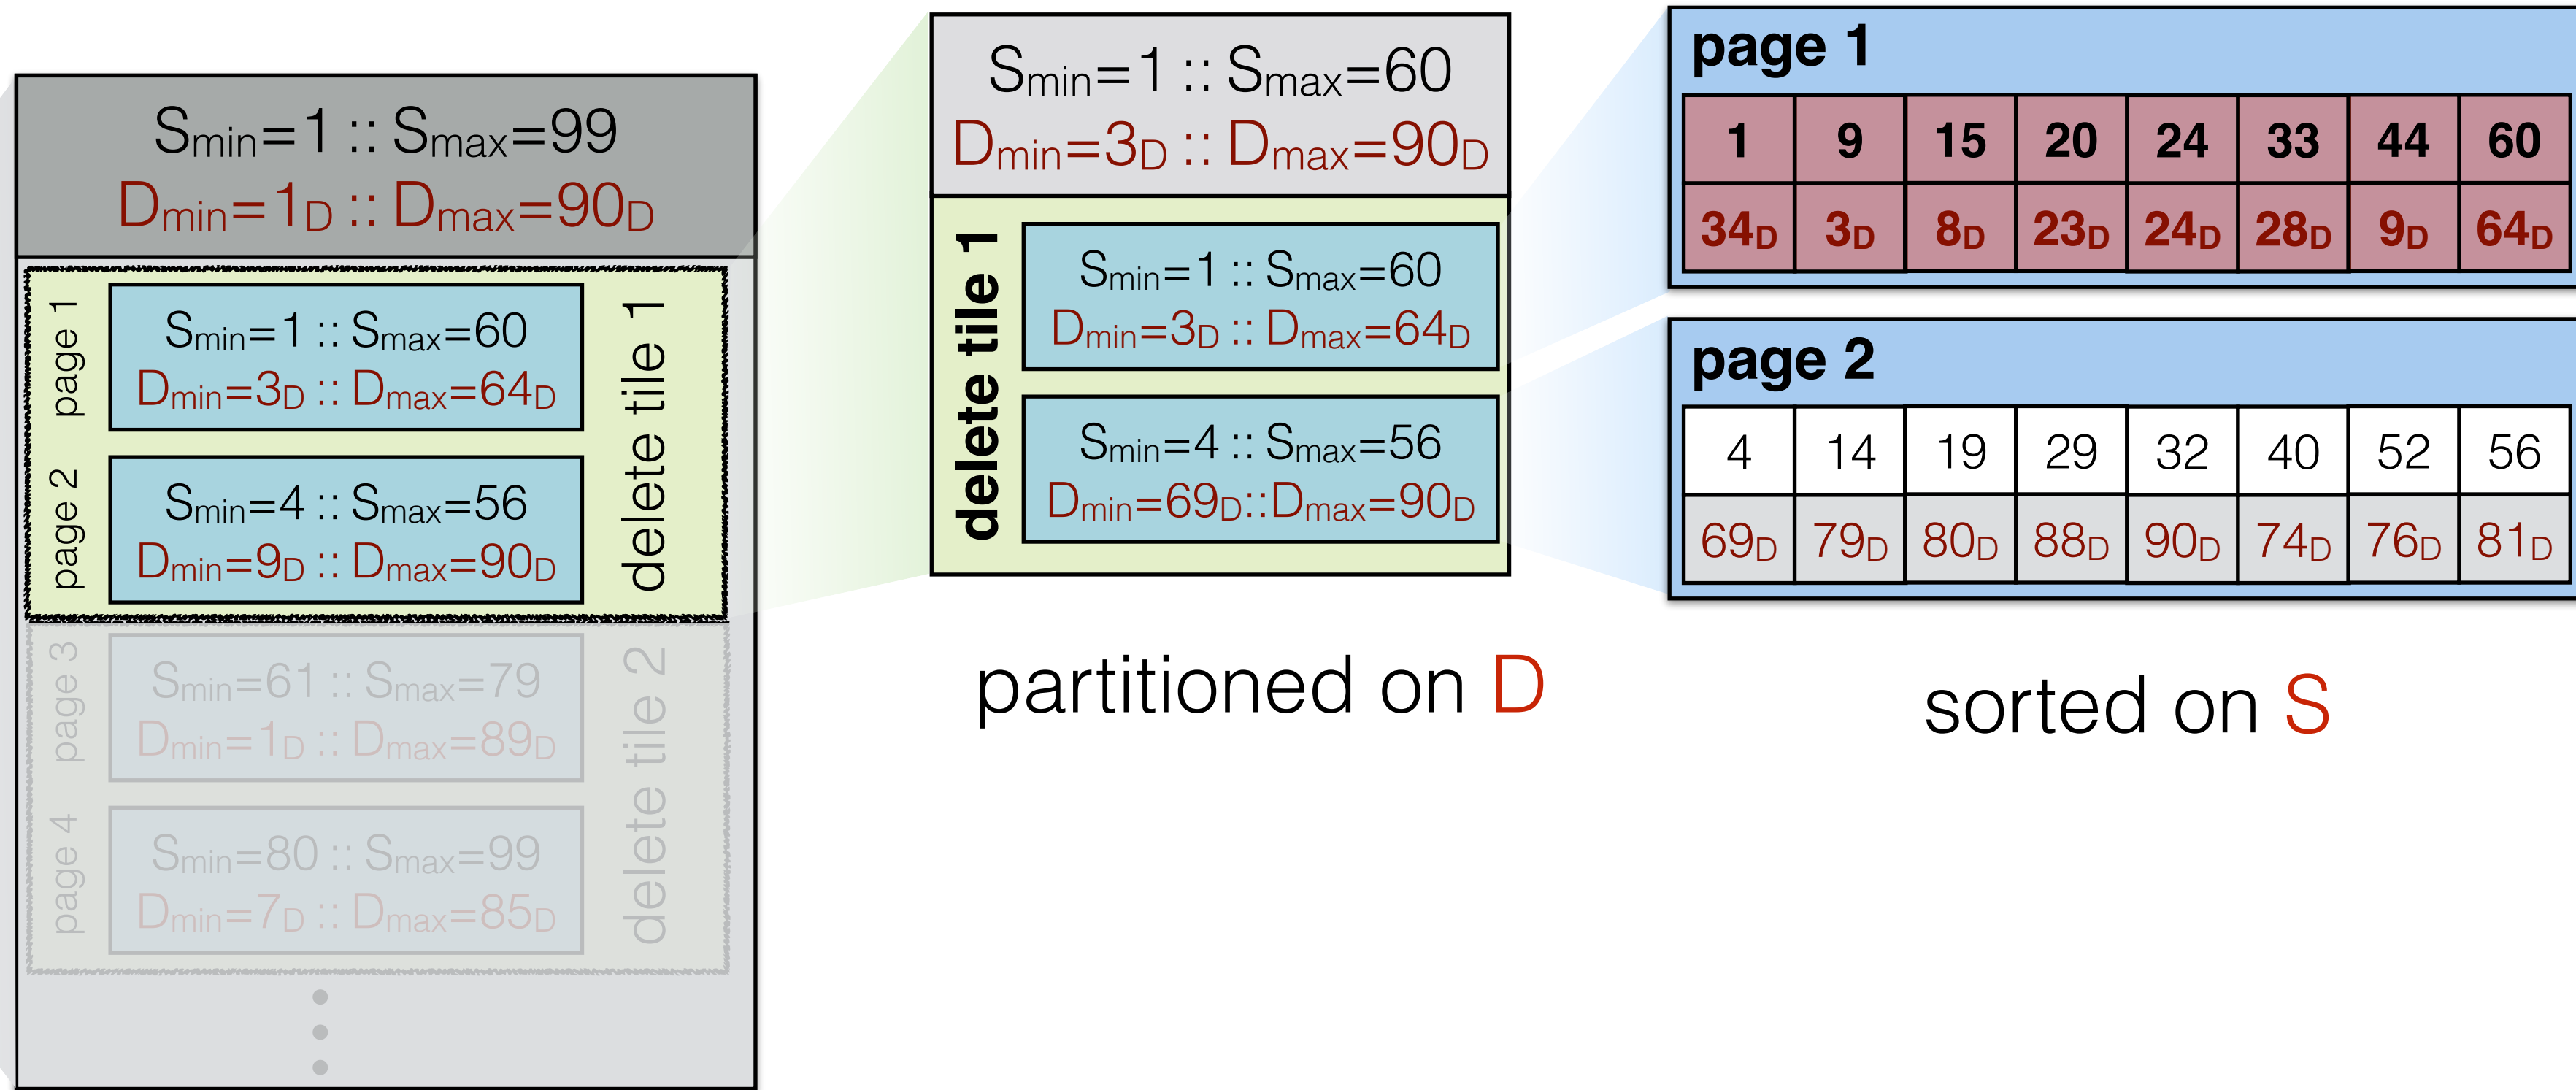 Smin=1 :: Smax=99
Dmin=1D :: Dmax=90D
page 1
Smin=1 :: Smax=60
Dmin=3D :: Dmax=64D
page 2
Smin=4 :: Smax=56
Dmin=9D :: Dmax=90D
delete tile 1
page 3
Smin=61 :: Smax=79
Dmin=1D :: Dmax=89D
page 4
Smin=80 :: Smax=99
Dmin=7D :: Dmax=85D
delete tile 2
Smin=1 :: Smax=60
Dmin=3D :: Dmax=90D
delete tile 1
Smin=1 :: Smax=60
Dmin=3D :: Dmax=64D
Smin=4 :: Smax=56
Dmin=69D::Dmax=90D
partitioned on D
page 1
1 9 15 20 24 33 44 60
34D 3D 8D 23D 24D 28D 9D 64D
page 2
4 14 19 29 32 40 52 56
69D 79D 80D 88D 90D 74D 76D 81D
sorted on S